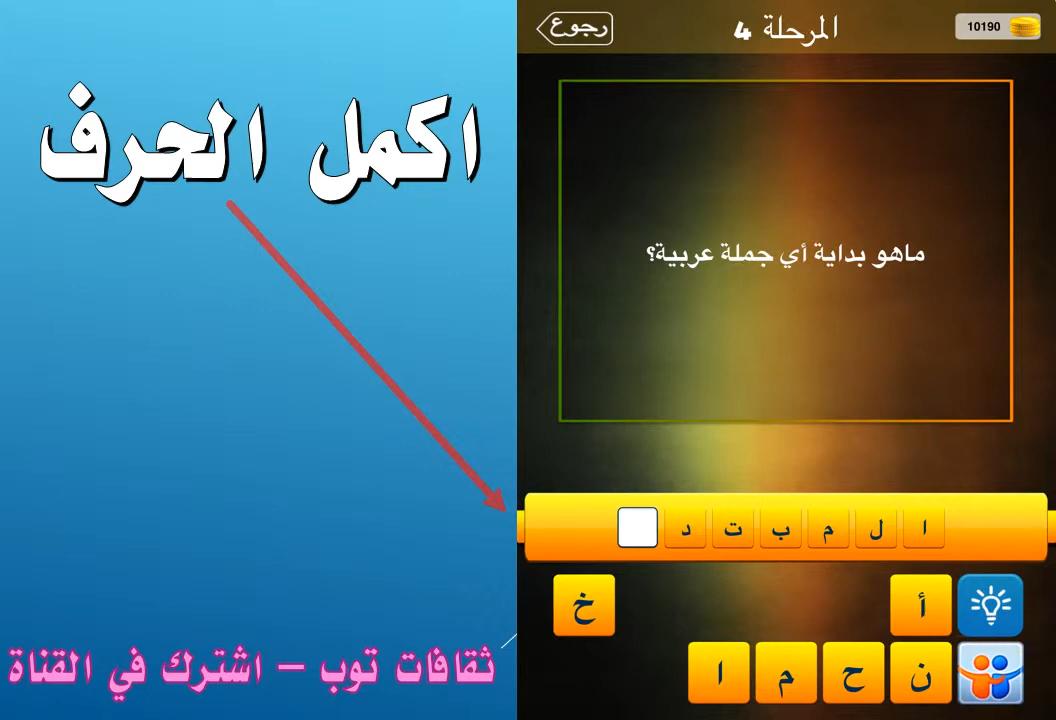 اكمل الحرف
ثقافات توب – اشترك في القناة
رجوع
المرحلة 4
10190
ماهو بداية أي جملة عربية؟
ا ل م ب ت د
أ خ
ن ح م ا